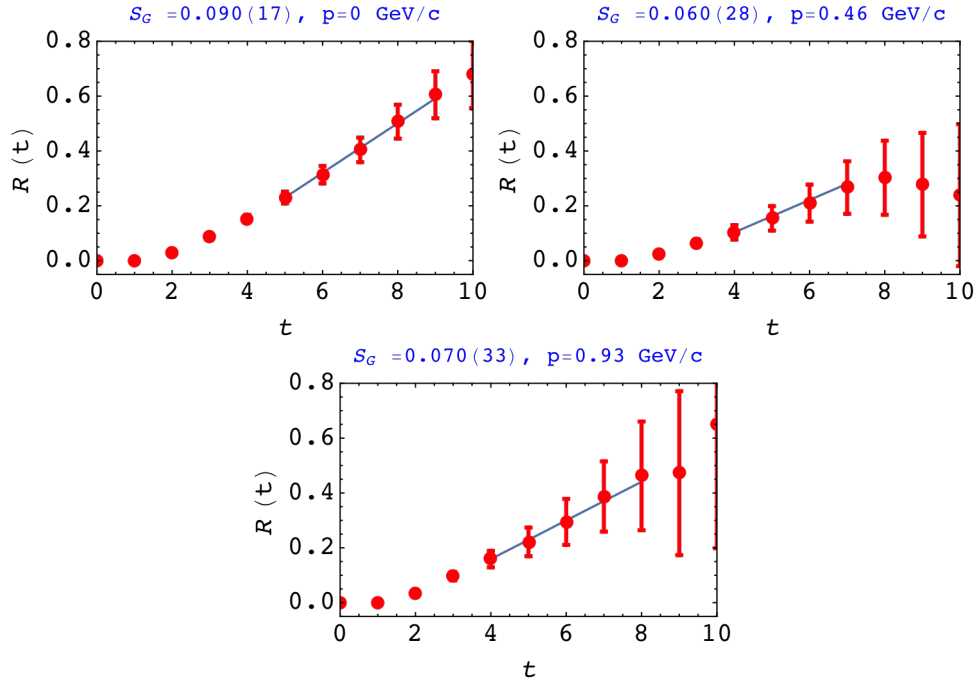 S_G =0.090(17), p=0 GeV/c
0.8
0.6
0.4
0.2
0.0
R (t)
0 2 4 6 8 10
t
S_G =0.060(28), p=0.46 GeV/c
0.8
0.6
0.4
0.2
0.0
R (t)
0 2 4 6 8 10
t
S_G =0.070(33), p=0.93 GeV/c
0.8
0.6
0.4
0.2
0.0
R (t)
0 2 4 6 8 10
t